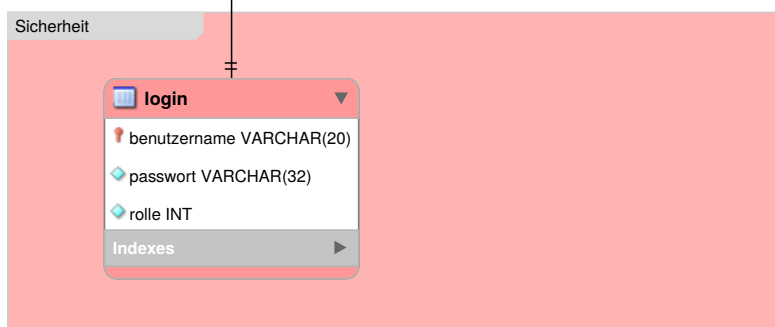 Sicherheit
login
benutzername VARCHAR(20)
passwort VARCHAR(32)
rolle INT
Indexes